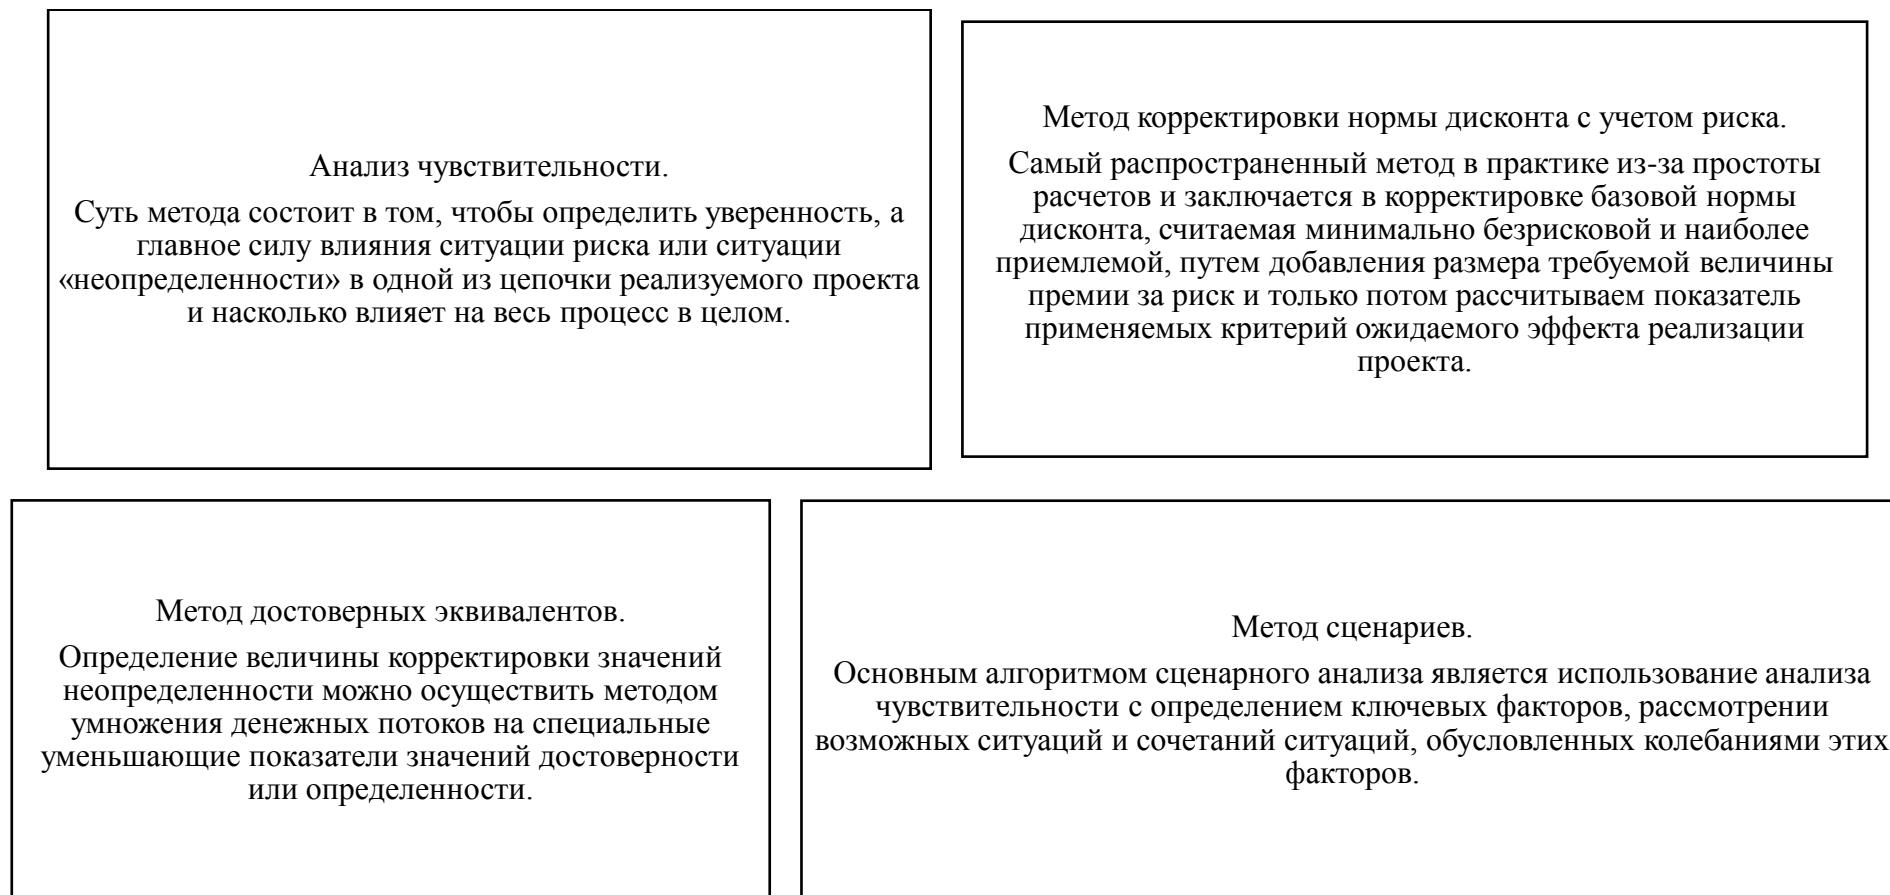 Анализ чувствительности.
Суть метода состоит в том, чтобы определить уверенность, а
главное силу влияния ситуации риска или ситуации
«неопределенности» в одной из цепочки реализуемого проекта
и насколько влияет на весь процесс в целом.
Метод корректировки нормы дисконта с учетом риска.
Самый распространенный метод в практике из-за простоты
расчетов и заключается в корректировке базовой нормы
дисконта, считаемая минимально безрисковой и наиболее
приемлемой, путем добавления размера требуемой величины
премии за риск и только потом рассчитываем показатель
применяемых критерий ожидаемого эффекта реализации
проекта.
Метод достоверных эквивалентов.
Определение величины корректировки значений
неопределенности можно осуществить методом
умножения денежных потоков на специальные
уменьшающие показатели значений достоверности
или определенности.
Метод сценариев.
Основным алгоритмом сценарного анализа является использование анализа
чувствительности с определением ключевых факторов, рассмотрении
возможных ситуаций и сочетаний ситуаций, обусловленных колебаниями этих
факторов.